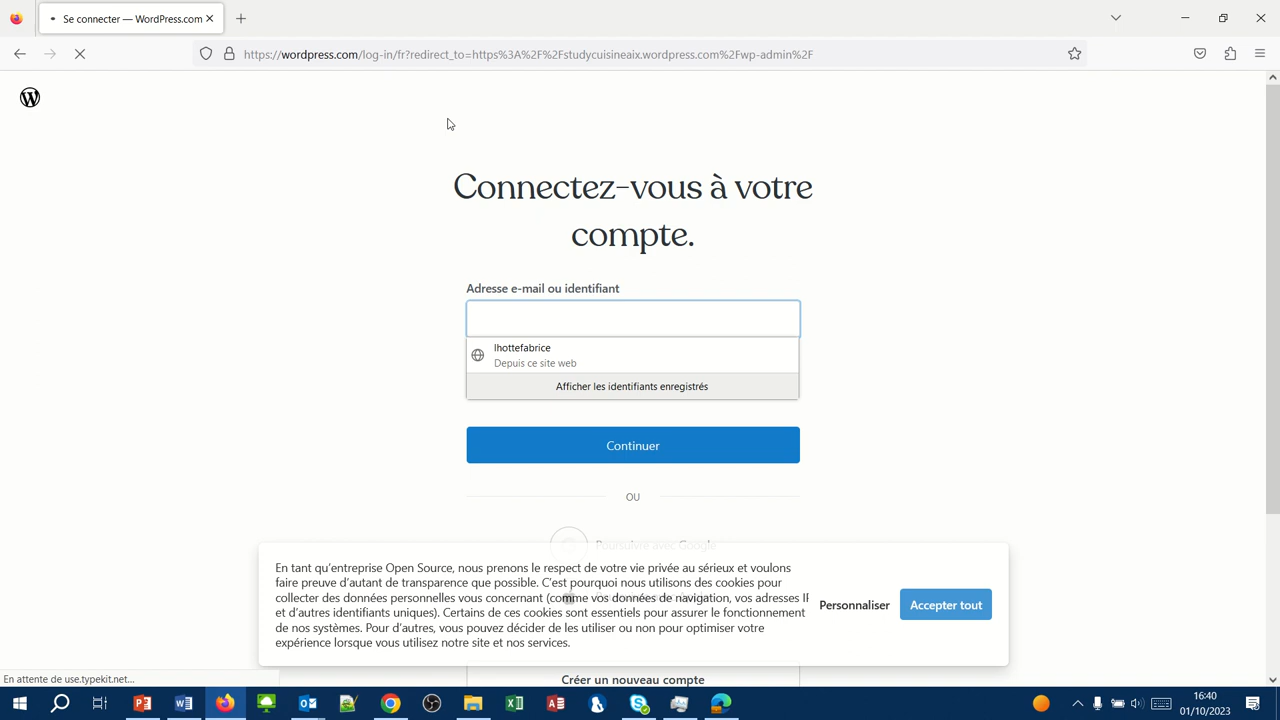 Se connecter — WordPress.com
https://wordpress.com/log-in/fr?redirect_to=https%3A%2F%2Fstudycuisineaix.wordpress.com%2Fwp-admin%2F
Connectez-vous à votre
compte.
Adresse e-mail ou identifiant
lhottefabrice
Depuis ce site web
Afficher les identifiants enregistrés
Continuer
OU
Poursuivre avec Google
En tant qu’entreprise Open Source, nous prenons le respect de votre vie privée au sérieux et voulons
faire preuve d’autant de transparence que possible. C’est pourquoi nous utilisons des cookies pour
collecter des données personnelles vous concernant (comme vos données de navigation, vos adresses IP
et d’autres identifiants uniques). Certains de ces cookies sont essentiels pour assurer le fonctionnement
de nos systèmes. Pour d’autres, vous pouvez décider de les utiliser ou non pour optimiser votre
expérience lorsque vous utilisez notre site et nos services.
Personnaliser
Accepter tout
Créer un nouveau compte
En attente de use.typekit.net...
16:40
01/10/2023